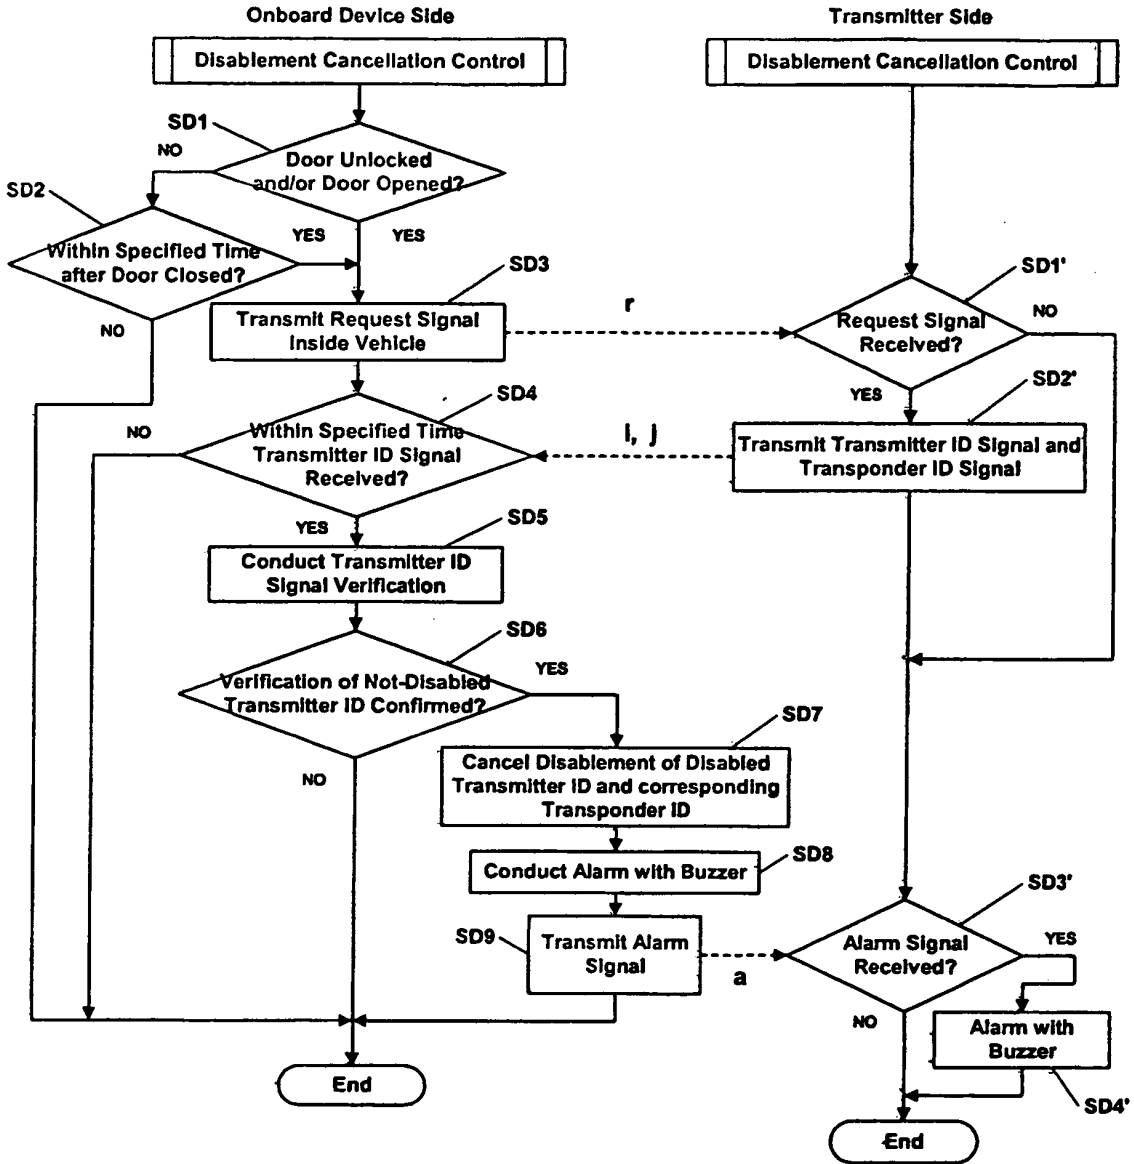 Onboard Device Side
Transmitter Side
Disablement Cancellation Control
Disablement Cancellation Control
SD1
NO
Door Unlocked
and/or Door Opened?
SD2
YES
YES
Within Specified Time
after Door Closed?
NO
SD3
Transmit Request Signal
Inside Vehicle
r
SD1'
Request Signal
Received?
NO
YES
SD2'
SD4
NO
Within Specified Time
Transmitter ID Signal
Received?
i, j
Transmit Transmitter ID Signal and
Transponder ID Signal
YES
SD5
Conduct Transmitter ID
Signal Verification
SD6
YES
Verification of Not-Disabled
Transmitter ID Confirmed?
NO
SD7
Cancel Disablement of Disabled
Transmitter ID and corresponding
Transponder ID
SD8
Conduct Alarm with Buzzer
SD9
Transmit Alarm
Signal
a
SD3'
Alarm Signal
Received?
YES
NO
Alarm with
Buzzer
SD4'
End
End